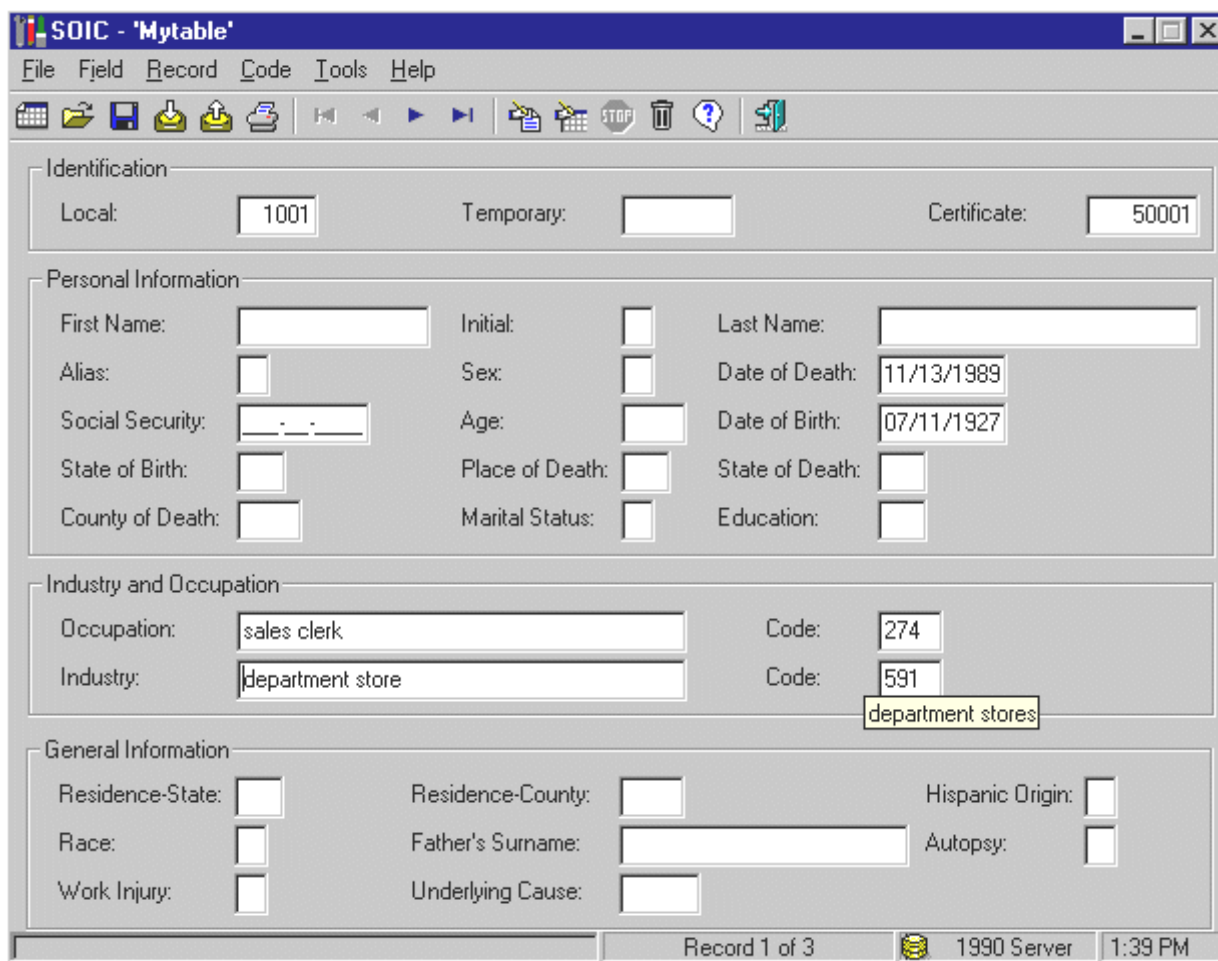 SOIC - 'Mytable'
File Field Record Code Tools Help
STOP
Identification
Local: 1001 Temporary: Certificate: 50001
Personal Information
First Name: Initial: Last Name:
Alias: Sex: Date of Death: 11/13/1989
Social Security: ___-__-____ Age: Date of Birth: 07/11/1927
State of Birth: Place of Death: State of Death:
County of Death: Marital Status: Education:
Industry and Occupation
Occupation: sales clerk Code: 274
Industry: department store Code: 591
department stores
General Information
Residence-State: Residence-County: Hispanic Origin:
Race: Father's Surname: Autopsy:
Work Injury: Underlying Cause:
Record 1 of 3 1990 Server 1:39 PM